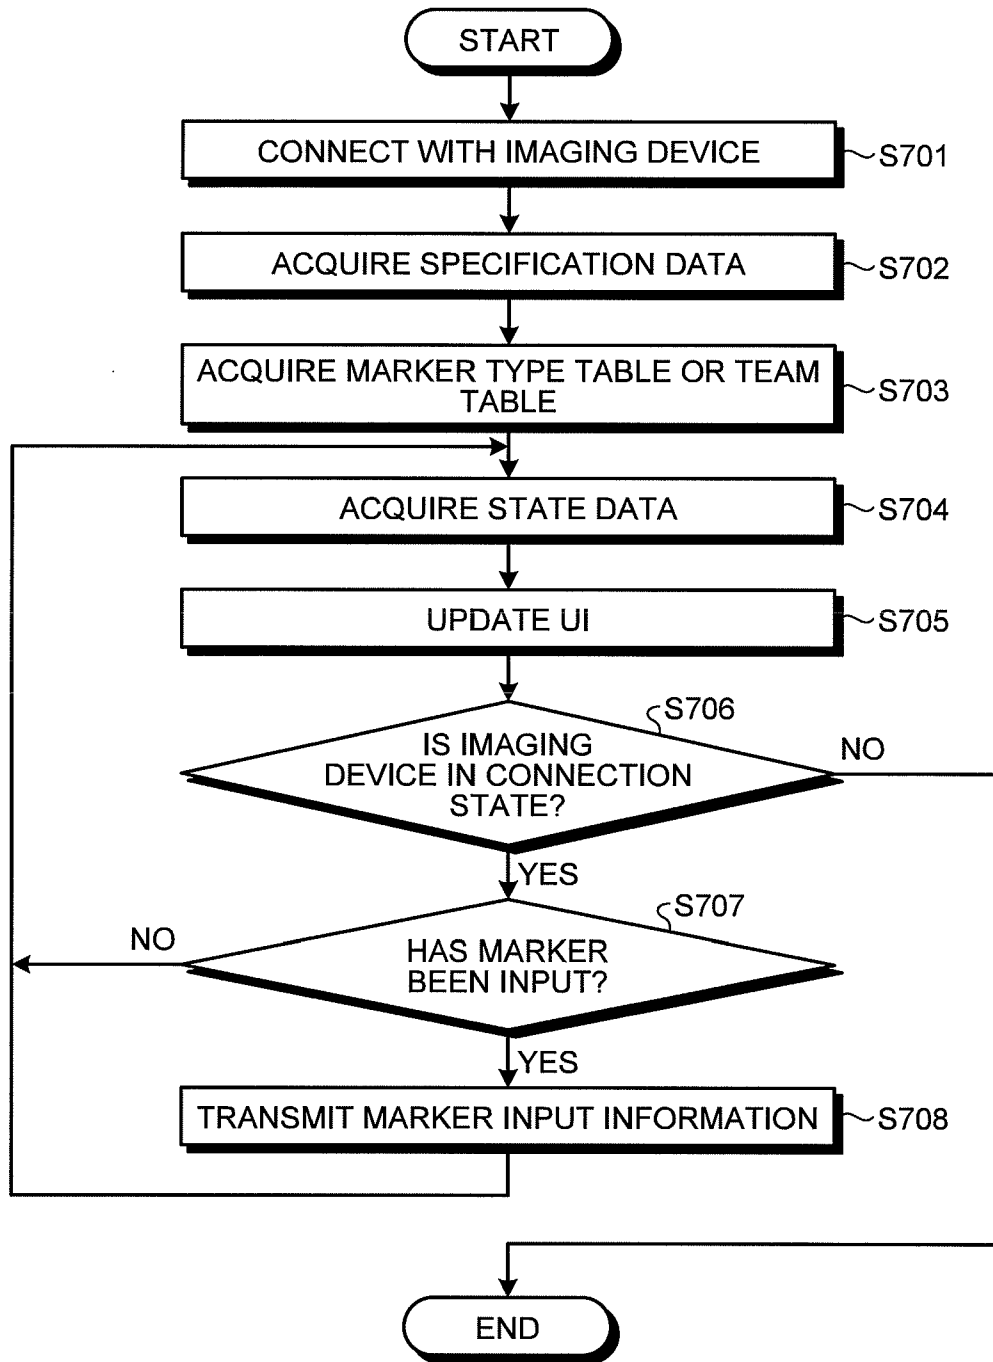 START
CONNECT WITH IMAGING DEVICE
S701
ACQUIRE SPECIFICATION DATA
S702
ACQUIRE MARKER TYPE TABLE OR TEAM
TABLE
S703
ACQUIRE STATE DATA
S704
UPDATE UI
S705
S706
IS IMAGING
DEVICE IN CONNECTION
STATE?
NO
YES
S707
HAS MARKER
BEEN INPUT?
NO
YES
TRANSMIT MARKER INPUT INFORMATION
S708
END